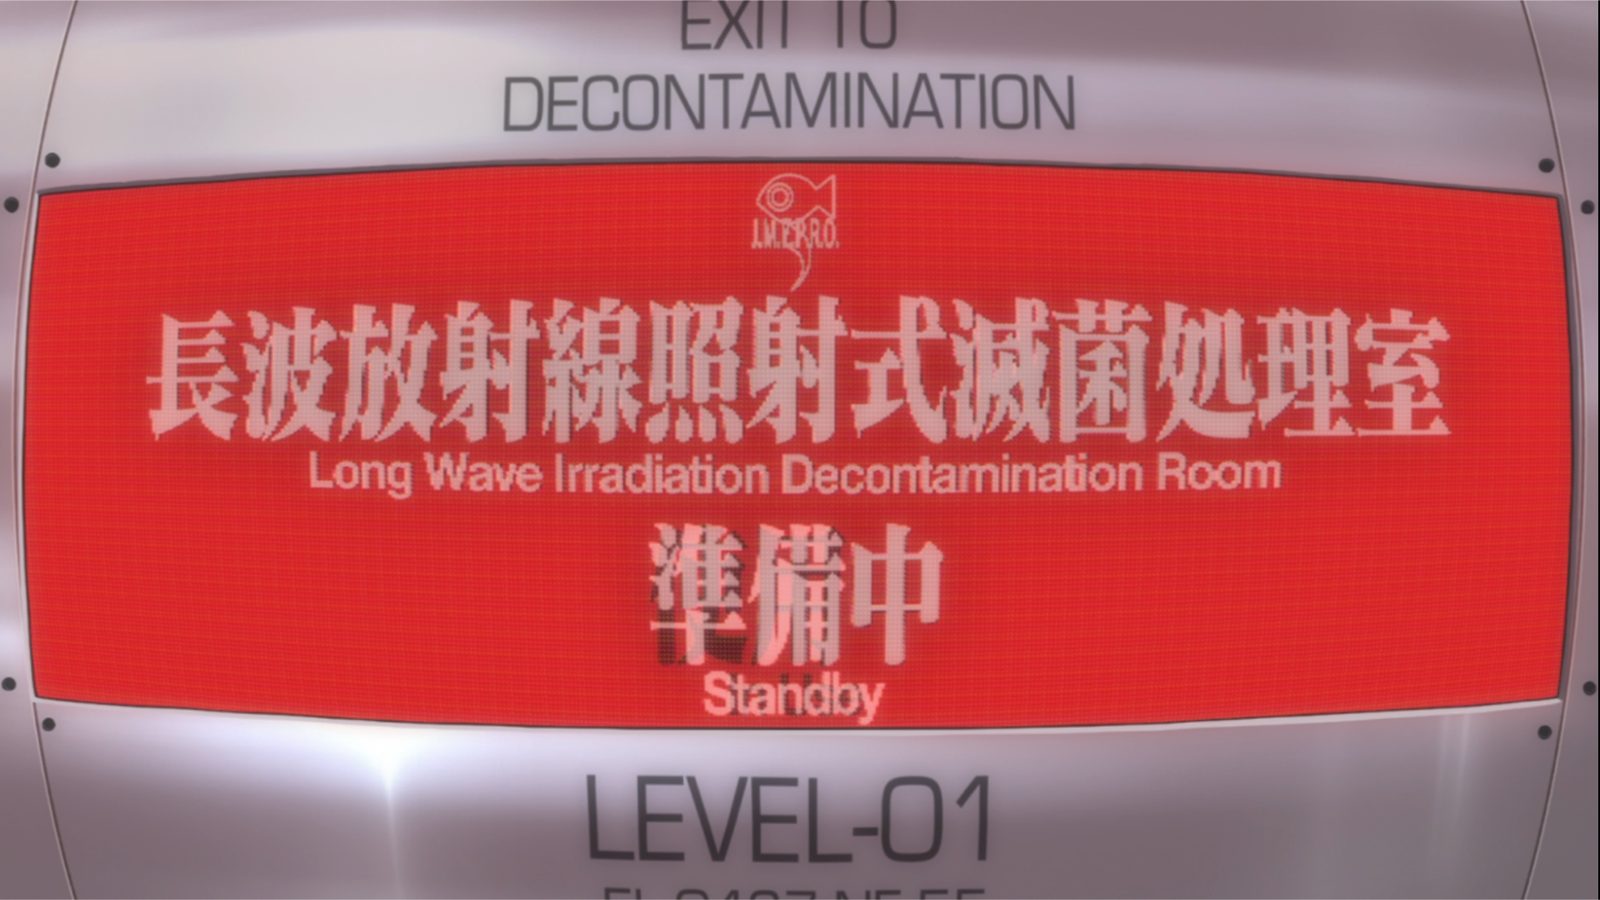 EXIT TO
DECONTAMINATION
I.M.E.P.R.O.
長波放射線照射式滅菌処理室
Long Wave Irradiation Decontamination Room
準備中
Standby
LEVEL-01